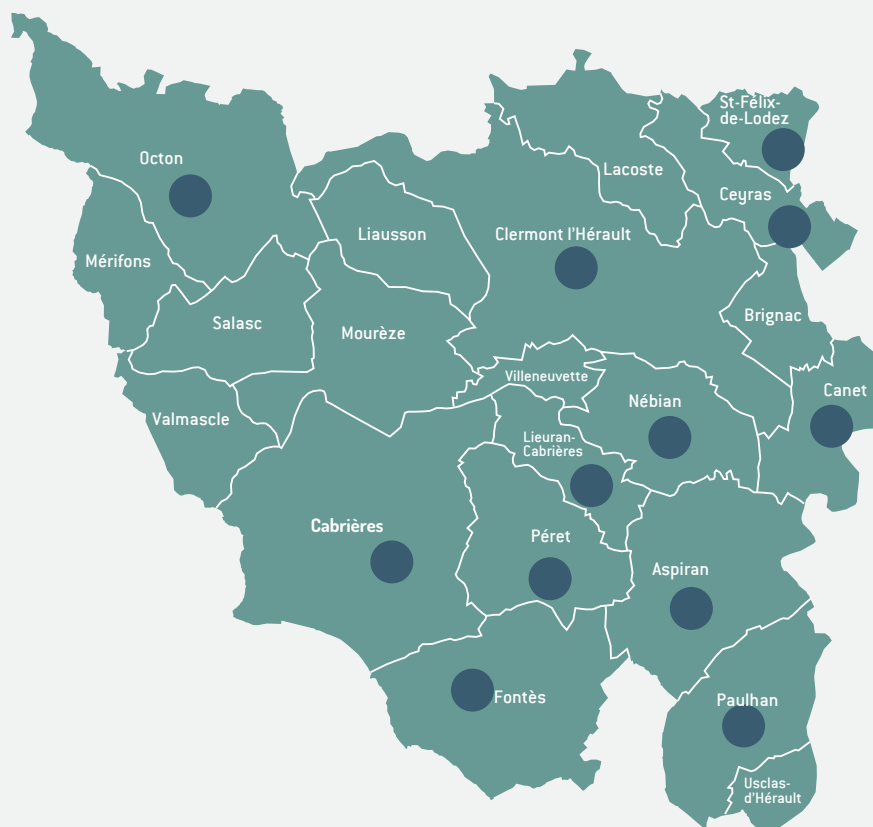 St-Félix-
de-Lodez
Octon
Lacoste
Ceyras
Liausson
Clermont l'Hérault
Mérifons
Brignac
Salasc
Mourèze
Villeneuvette
Canet
Nébian
Valmascle
Lieuran-
Cabrières
Cabrières
Péret
Aspiran
Fontès
Paulhan
Usclas-
d'Hérault